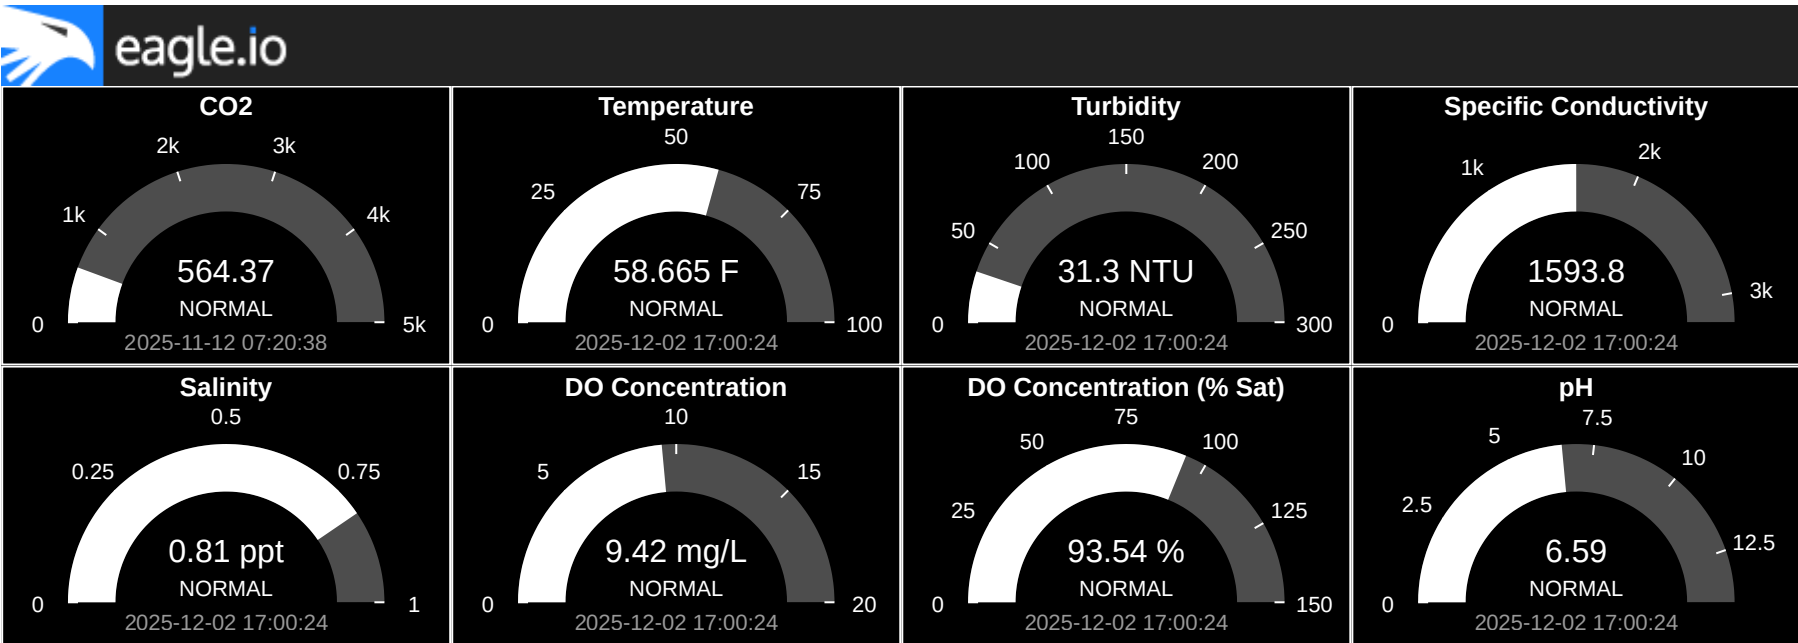 eagle.io
CO2
2k 3k
1k 4k
564.37
NORMAL
0 5k
2025-11-12 07:20:38
Temperature
50
25 75
58.665 F
NORMAL
0 100
2025-12-02 17:00:24
Turbidity
150
100 200
50 250
31.3 NTU
NORMAL
0 300
2025-12-02 17:00:24
Specific Conductivity
2k
1k
1593.8
3k
NORMAL
0
2025-12-02 17:00:24
Salinity
0.5
0.25 0.75
0.81 ppt
NORMAL
0 1
2025-12-02 17:00:24
DO Concentration
10
5 15
9.42 mg/L
NORMAL
0 20
2025-12-02 17:00:24
DO Concentration (% Sat)
75
50 100
25 125
93.54 %
NORMAL
0 150
2025-12-02 17:00:24
pH
7.5
5
10
2.5
12.5
6.59
NORMAL
0
2025-12-02 17:00:24